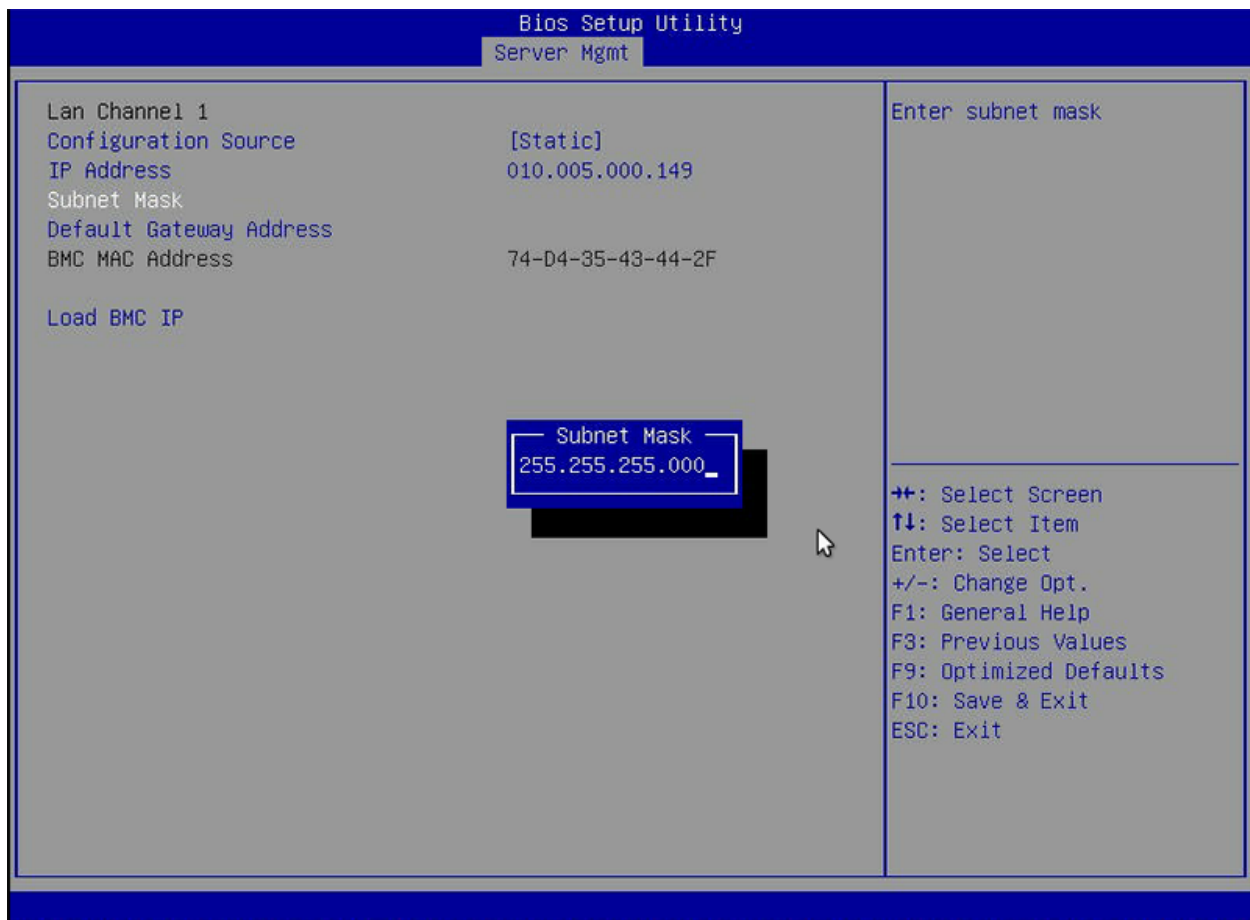 Bios Setup Utility
Server Mgmt
Lan Channel 1
Configuration Source [Static]
IP Address 010.005.000.149
Subnet Mask
Default Gateway Address
BMC MAC Address 74-D4-35-43-44-2F
Load BMC IP
Subnet Mask
255.255.255.000_
Enter subnet mask
→←: Select Screen
↑↓: Select Item
Enter: Select
+/-: Change Opt.
F1: General Help
F3: Previous Values
F9: Optimized Defaults
F10: Save & Exit
ESC: Exit